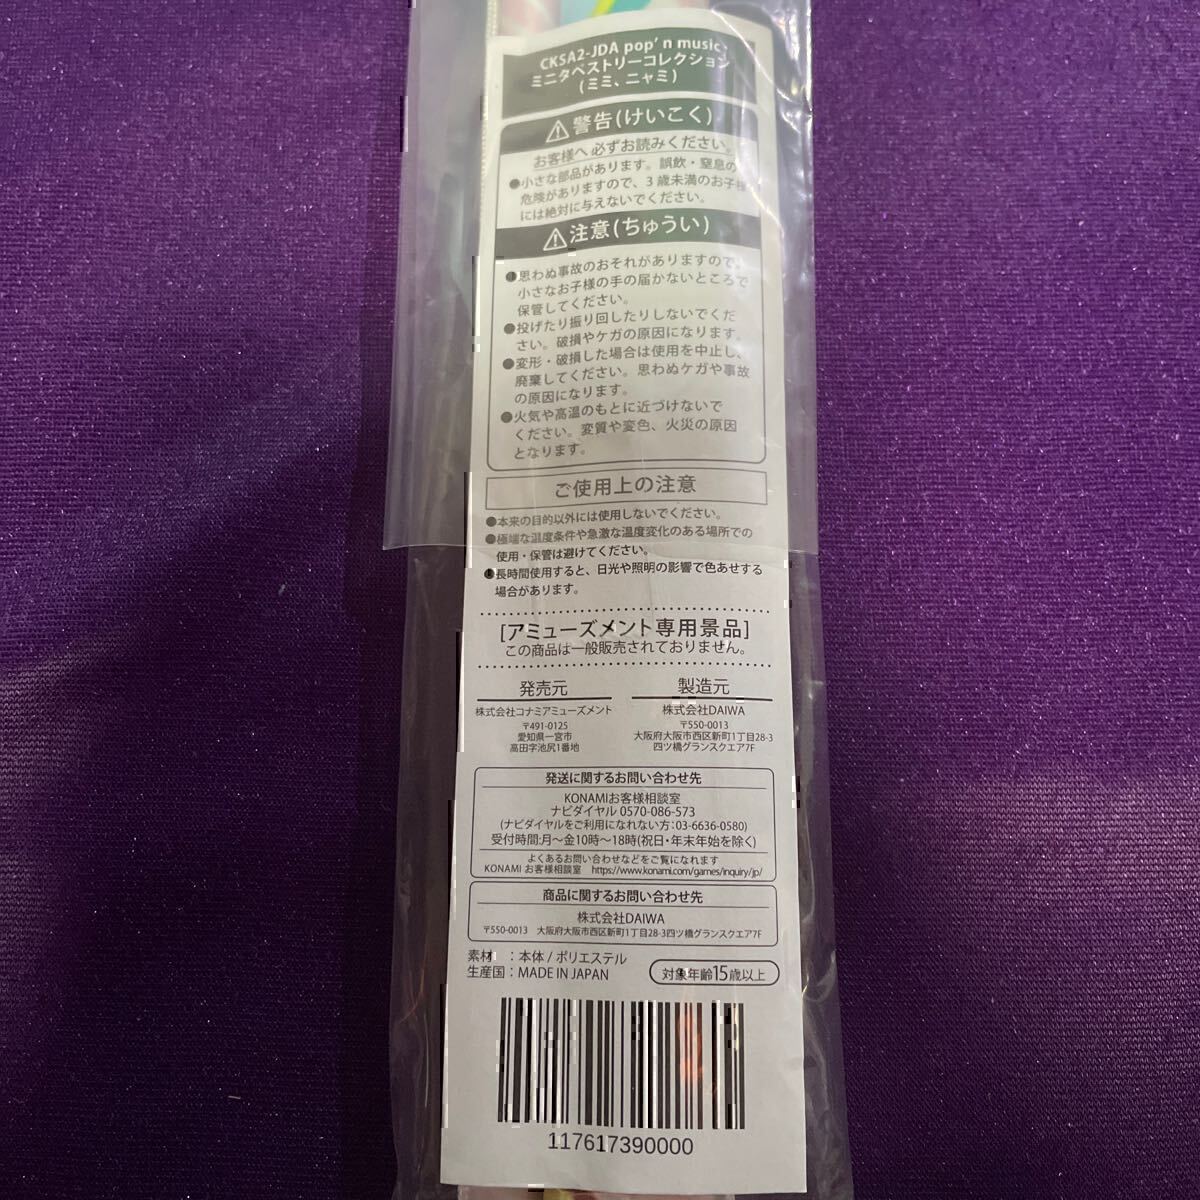 CK5A2-JDA pop'n music
ミニタペストリーコレクション
(ミミ、ニャミ)
⚠警告(けいこく)
お客様へ 必ずお読みください。
●小さな部品があります。誤飲・窒息の
危険がありますので、3歳未満のお子様
には絶対に与えないでください。
⚠注意(ちゅうい)
●思わぬ事故のおそれがありますので、
小さなお子様の手の届かないところで
保管してください。
●投げたり振り回したりしないでくだ
さい。破損やケガの原因になります。
●変形・破損した場合は使用を中止し、
廃棄してください。思わぬケガや事故
の原因になります。
●火気や高温のもとに近づけないで
ください。変質や変色、火災の原因
となります。
ご使用上の注意
●本来の目的以外には使用しないでください。
●極端な温度条件や急激な温度変化のある場所での
使用・保管は避けてください。
●長時間使用すると、日光や照明の影響で色あせする
場合があります。
[アミューズメント専用景品]
この商品は一般販売されておりません。
発売元
株式会社コナミアミューズメント
〒491-0125
愛知県一宮市
高田字池尻1番地
製造元
株式会社DAIWA
〒550-0013
大阪府大阪市西区新町1丁目28-3
四ツ橋グランスクエア7F
発送に関するお問い合わせ先
KONAMIお客様相談室
ナビダイヤル 0570-086-573
(ナビダイヤルをご利用になれない方：03-6636-0580)
受付時間:月〜金10時〜18時(祝日・年末年始を除く)
よくあるお問い合わせなどをご覧になれます
KONAMI お客様相談室 https://www.konami.com/games/inquiry/jp/
商品に関するお問い合わせ先
株式会社DAIWA
〒550-0013 大阪府大阪市西区新町1丁目28-3四ツ橋グランスクエア7F
素材 ：本体 / ポリエステル
生産国：MADE IN JAPAN
対象年齢15歳以上
117617390000